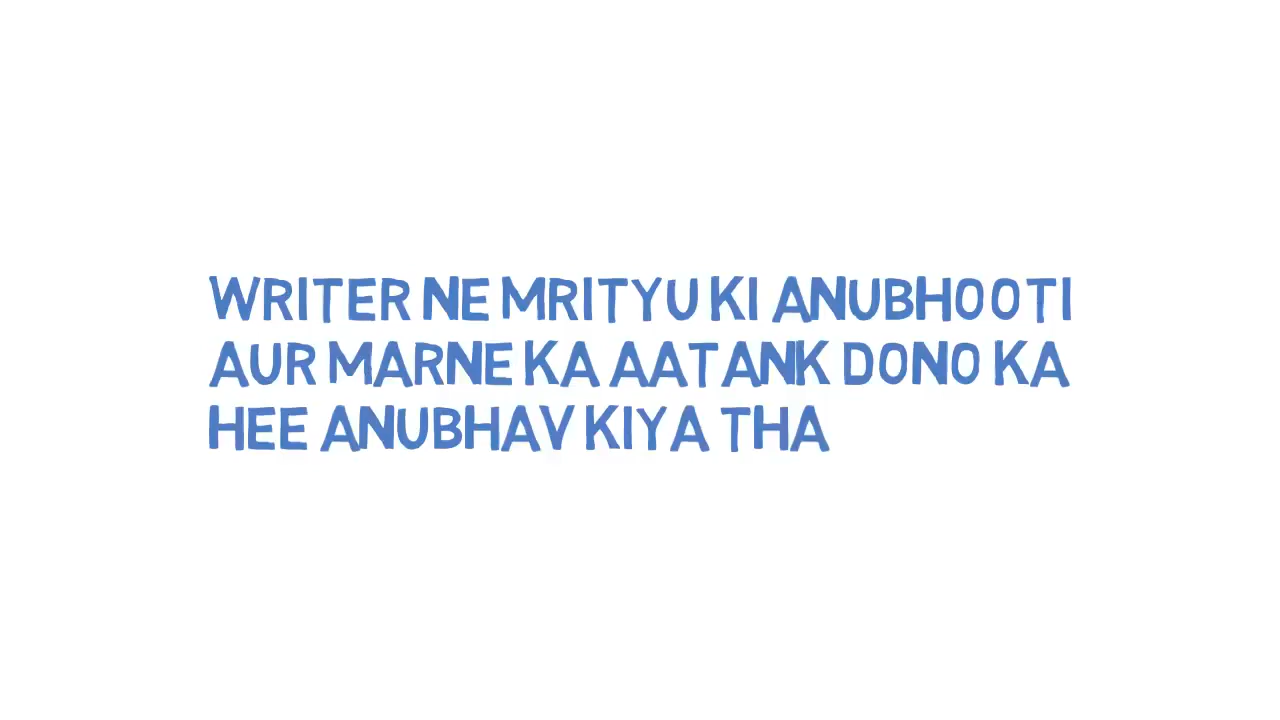 WRITER NE MRITYU KI ANUBHOOTI
AUR MARNE KA AATANK DONO KA
HEE ANUBHAV KIYA THA